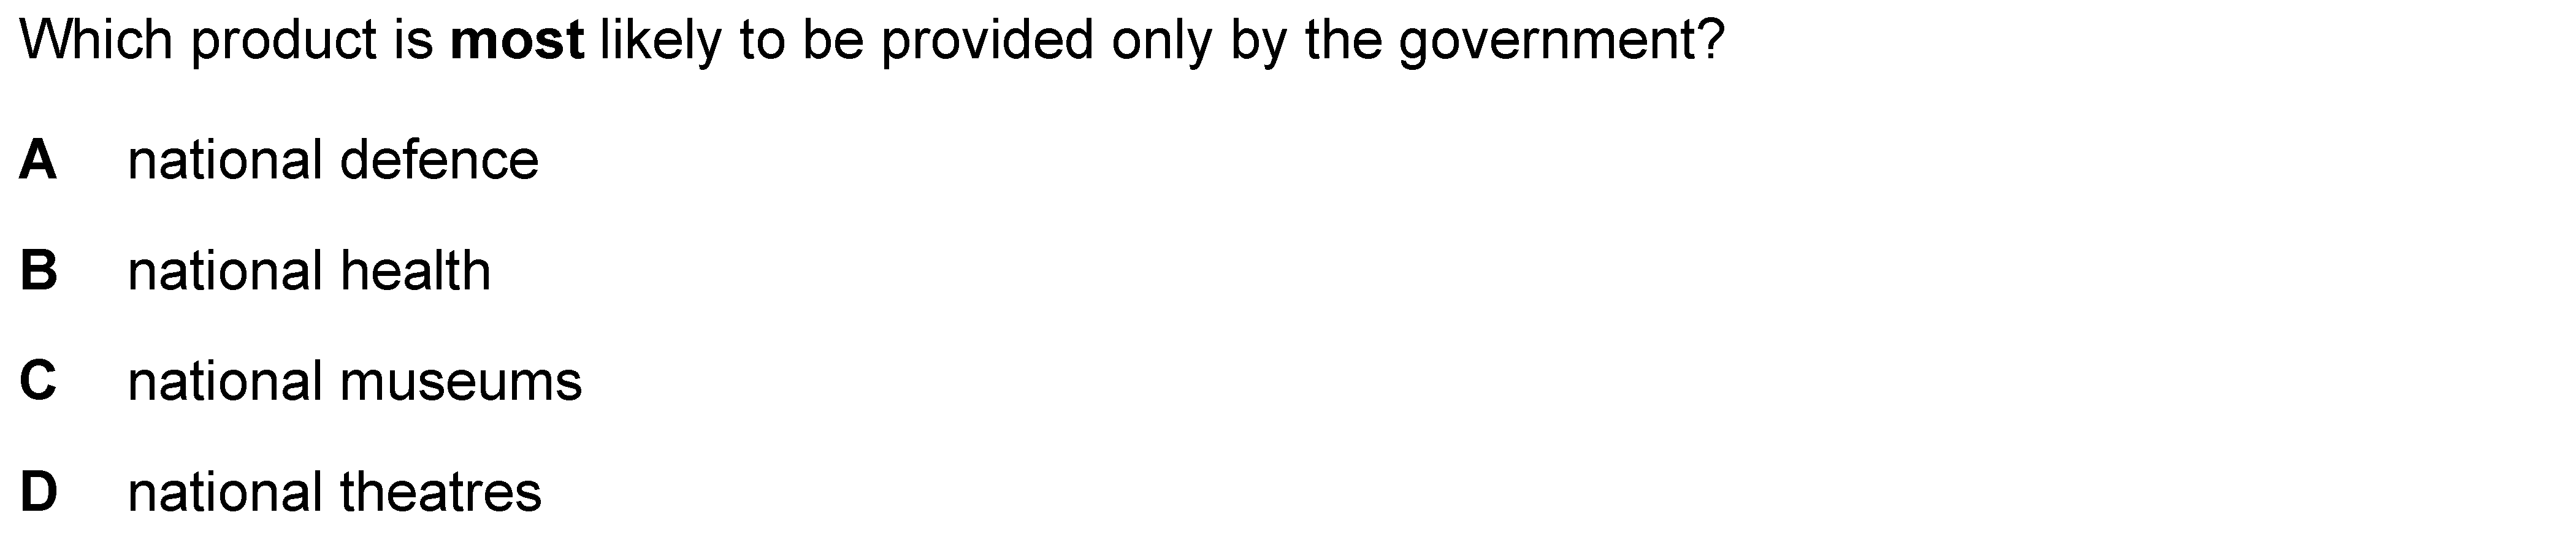 Which product is most likely to be provided only by the government?
A national defence
B national health
C national museums
D national theatres